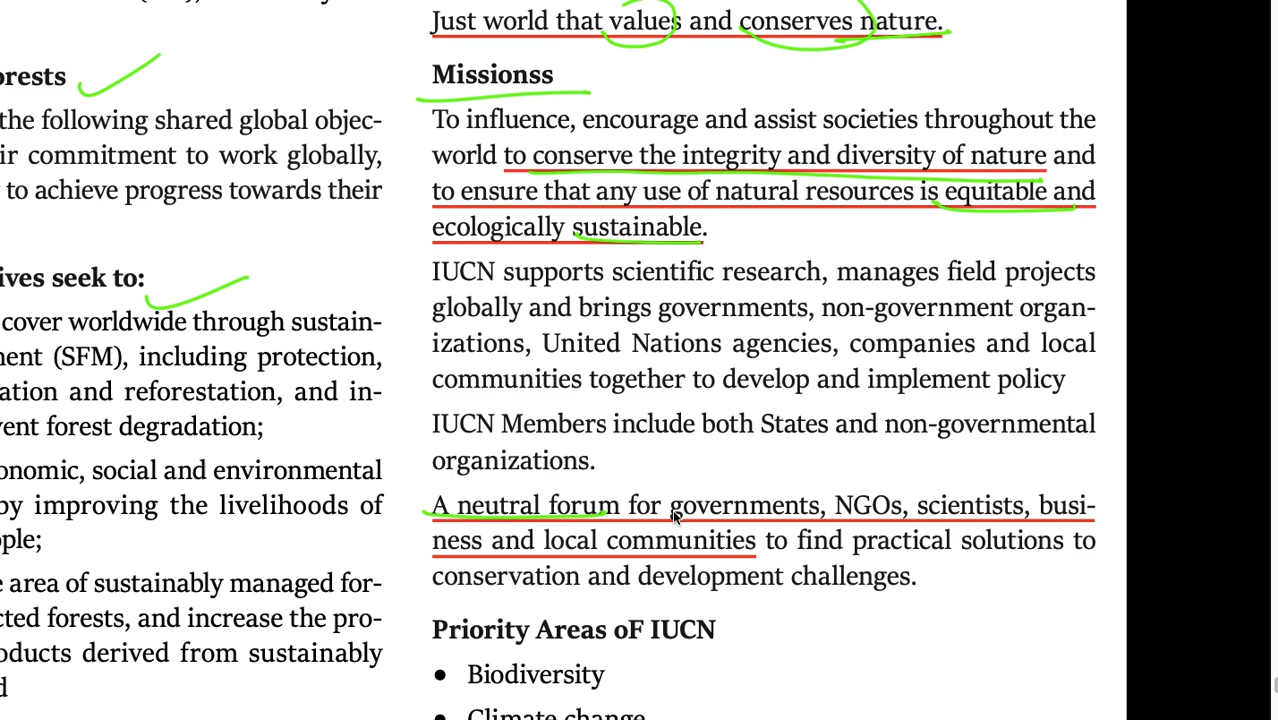 orests
the following shared global objec-
ir commitment to work globally,
to achieve progress towards their
ives seek to:
cover worldwide through sustain-
ment (SFM), including protection,
ation and reforestation, and in-
vent forest degradation;
onomic, social and environmental
by improving the livelihoods of
ople;
e area of sustainably managed for-
cted forests, and increase the pro-
oducts derived from sustainably
d
Just world that values and conserves nature.
Missionss
To influence, encourage and assist societies throughout the
world to conserve the integrity and diversity of nature and
to ensure that any use of natural resources is equitable and
ecologically sustainable.
IUCN supports scientific research, manages field projects
globally and brings governments, non-government organ-
izations, United Nations agencies, companies and local
communities together to develop and implement policy
IUCN Members include both States and non-governmental
organizations.
A neutral forum for governments, NGOs, scientists, busi-
ness and local communities to find practical solutions to
conservation and development challenges.
Priority Areas oF IUCN
• Biodiversity
• Climate change